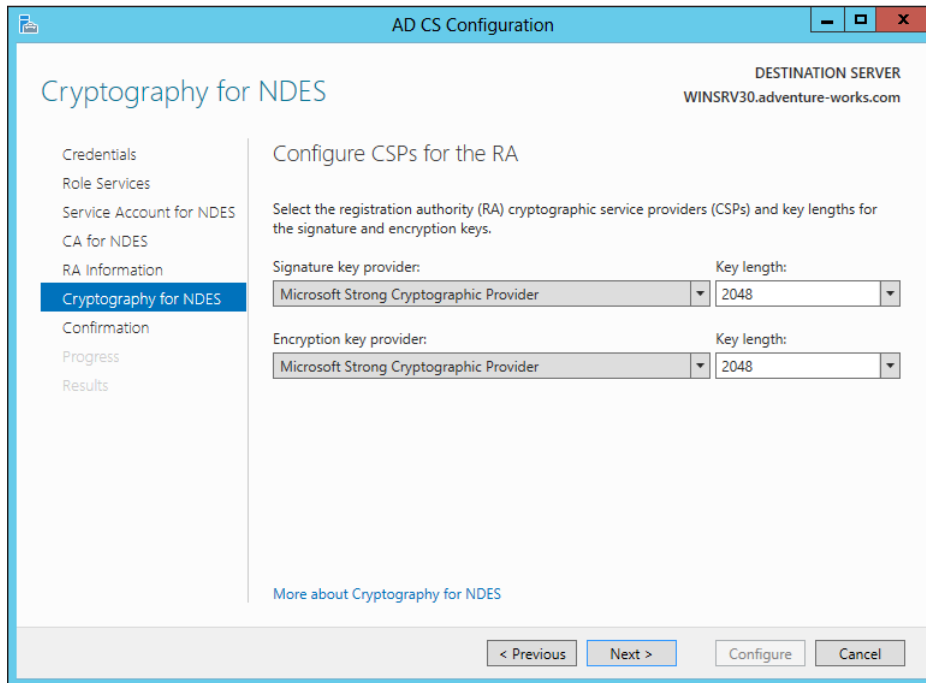 AD CS Configuration
Cryptography for NDES
DESTINATION SERVER
WINSRV30.adventure-works.com
Credentials
Role Services
Service Account for NDES
CA for NDES
RA Information
Cryptography for NDES
Confirmation
Progress
Results
Configure CSPs for the RA
Select the registration authority (RA) cryptographic service providers (CSPs) and key lengths for
the signature and encryption keys.
Signature key provider: Key length:
Microsoft Strong Cryptographic Provider 2048
Encryption key provider: Key length:
Microsoft Strong Cryptographic Provider 2048
More about Cryptography for NDES
< Previous Next > Configure Cancel